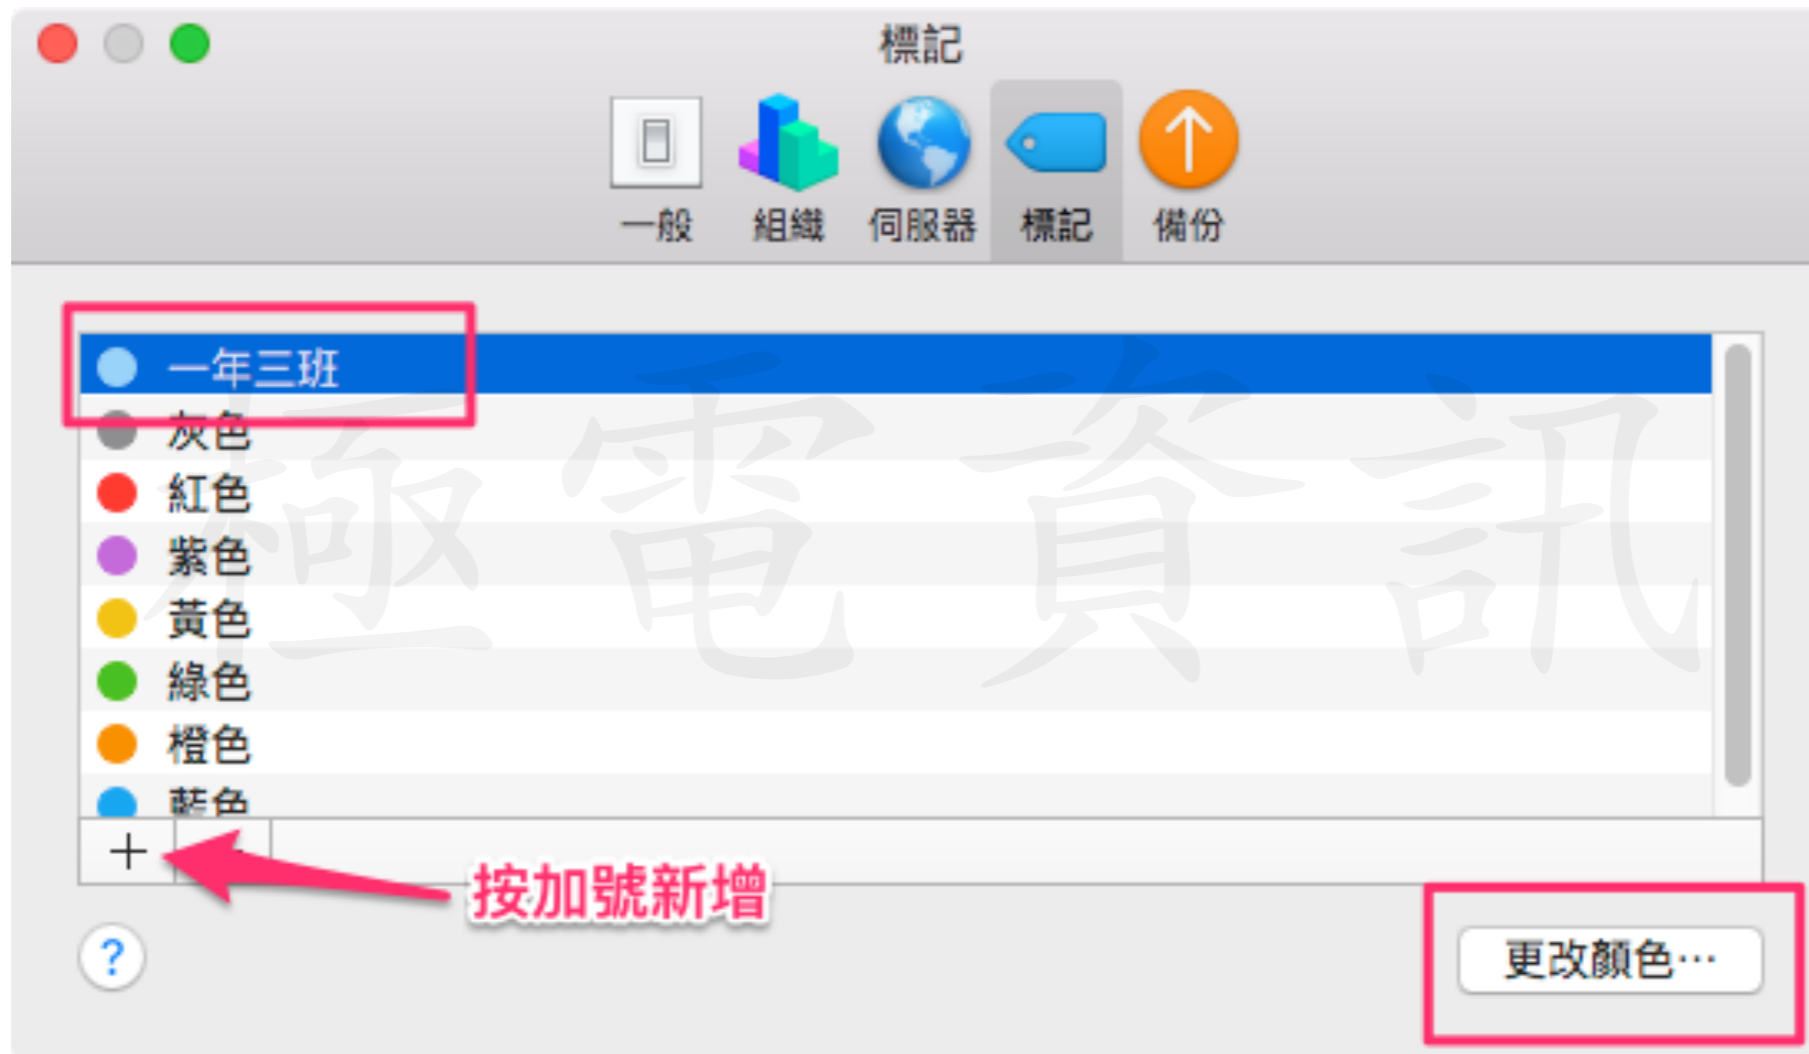 標記
一般 組織 伺服器 標記 備份
一年三班
灰色
紅色
紫色
黃色
綠色
橙色
藍色
極電資訊
+
按加號新增
?
更改顏色…